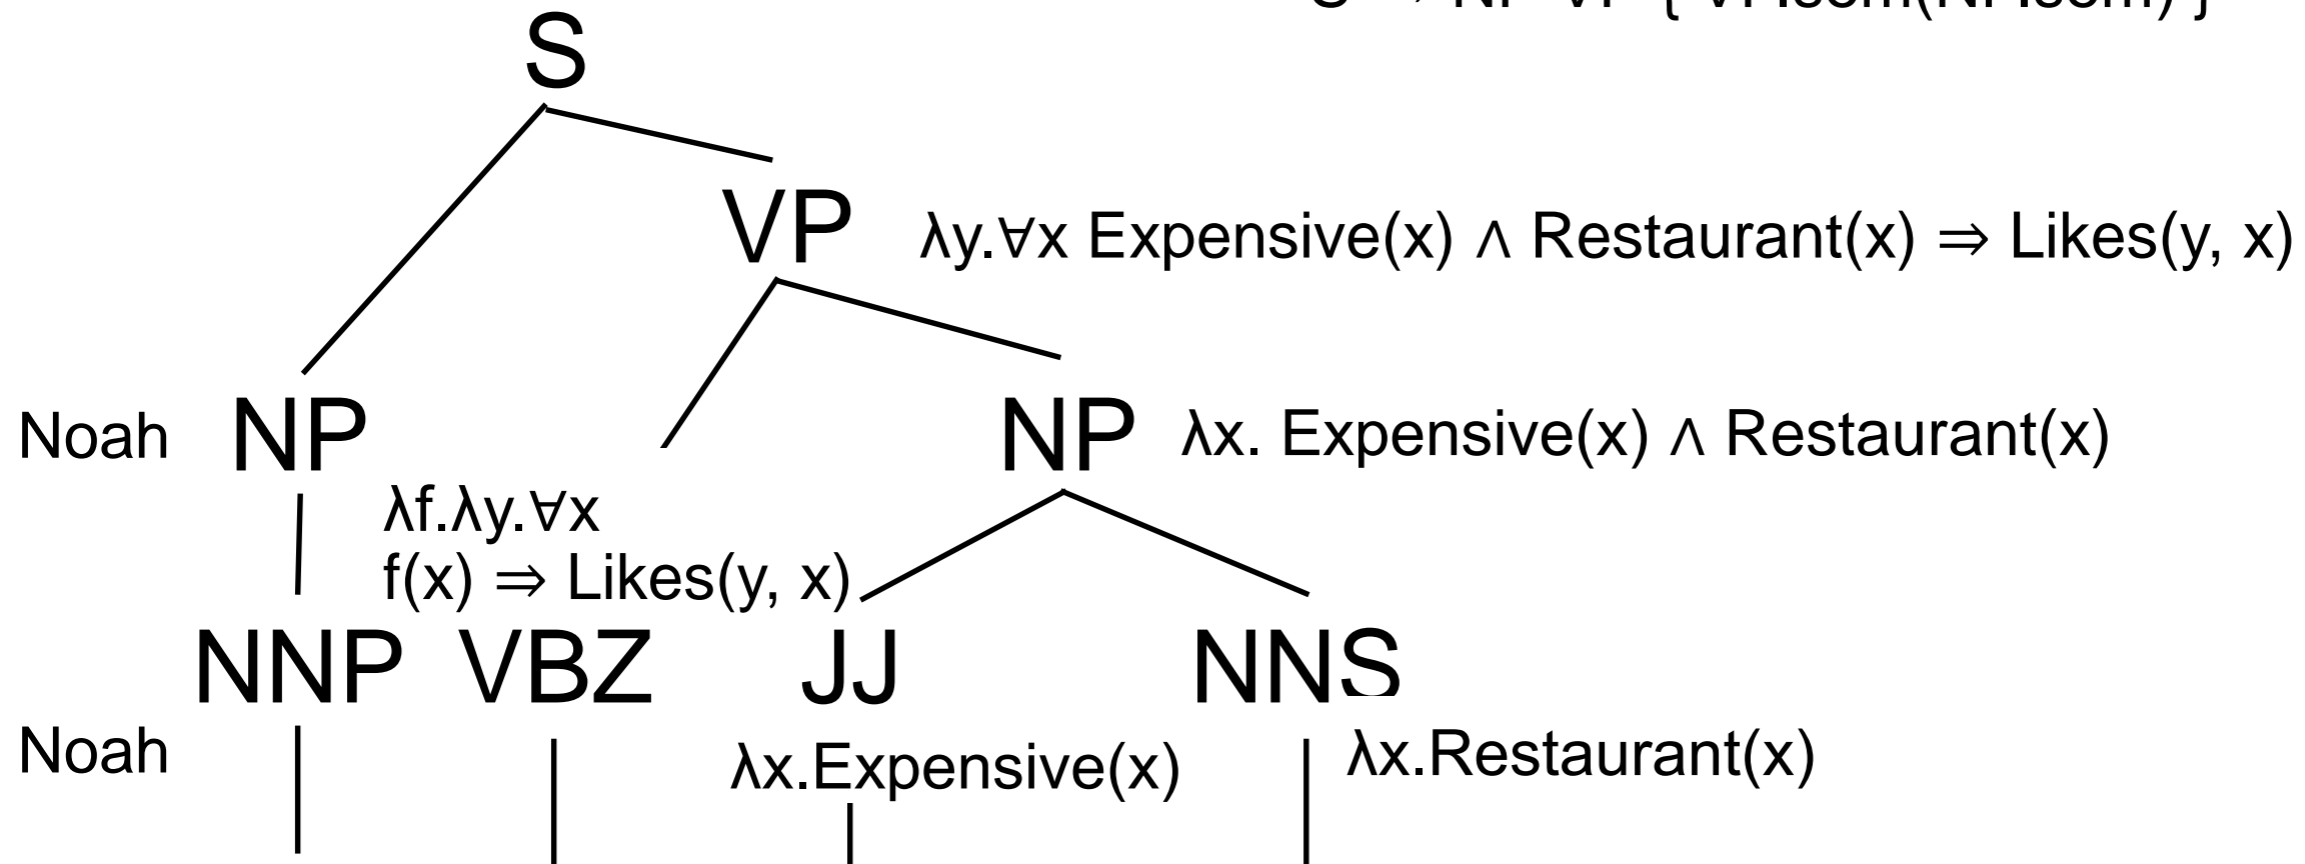 S
VP λy.∀x Expensive(x) ∧ Restaurant(x) ⇒ Likes(y, x)
Noah NP NP λx. Expensive(x) ∧ Restaurant(x)
λf.λy.∀x
f(x) ⇒ Likes(y, x)
NNP VBZ JJ NNS
Noah λx.Expensive(x) λx.Restaurant(x)